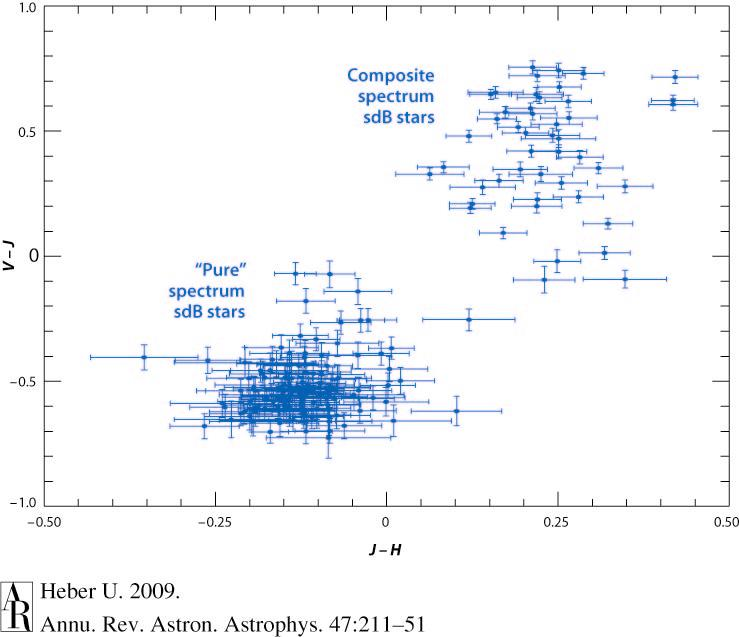 1.0
0.5
0
−0.5
−1.0
V – J
Composite
spectrum
sdB stars
“Pure”
spectrum
sdB stars
−0.50
−0.25
0
0.25
0.50
J – H
AR
Heber U. 2009.
Annu. Rev. Astron. Astrophys. 47:211–51